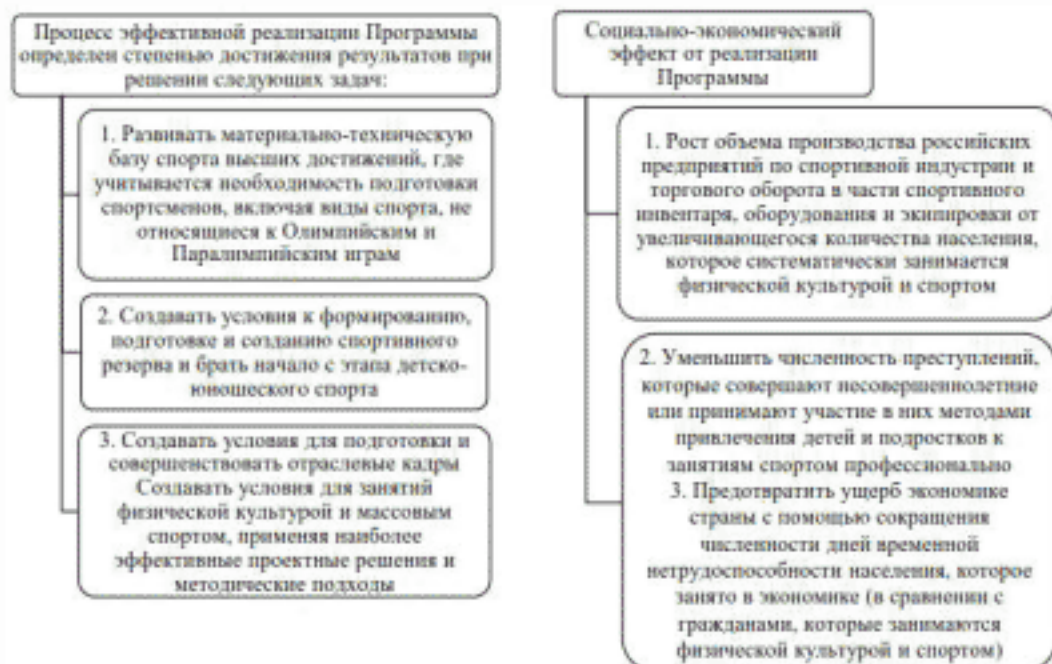 Процесс эффективной реализации Программы
определен степенью достижения результатов при
решении следующих задач:
1. Развивать материально-техническую
базу спорта высших достижений, где
учитывается необходимость подготовки
спортсменов, включая виды спорта, не
относящиеся к Олимпийским и
Паралимпийским играм
2. Создавать условия к формированию,
подготовке и созданию спортивного
резерва и брать начало с этапа детско-
юношеского спорта
3. Создавать условия для подготовки и
совершенствовать отраслевые кадры
Создавать условия для занятий
физической культурой и массовым
спортом, применяя наиболее
эффективные проектные решения и
методические подходы
Социально-экономический
эффект от реализации
Программы
1. Рост объема производства российских
предприятий по спортивной индустрии и
торгового оборота в части спортивного
инвентаря, оборудования и экипировки от
увеличивающегося количества населения,
которое систематически занимается
физической культурой и спортом
2. Уменьшить численность преступлений,
которые совершают несовершеннолетние
или принимают участие в них методами
привлечения детей и подростков к
занятиям спортом профессионально
3. Предотвратить ущерб экономике
страны с помощью сокращения
численности дней временной
нетрудоспособности населения, которое
занято в экономике (в сравнении с
гражданами, которые занимаются
физической культурой и спортом)